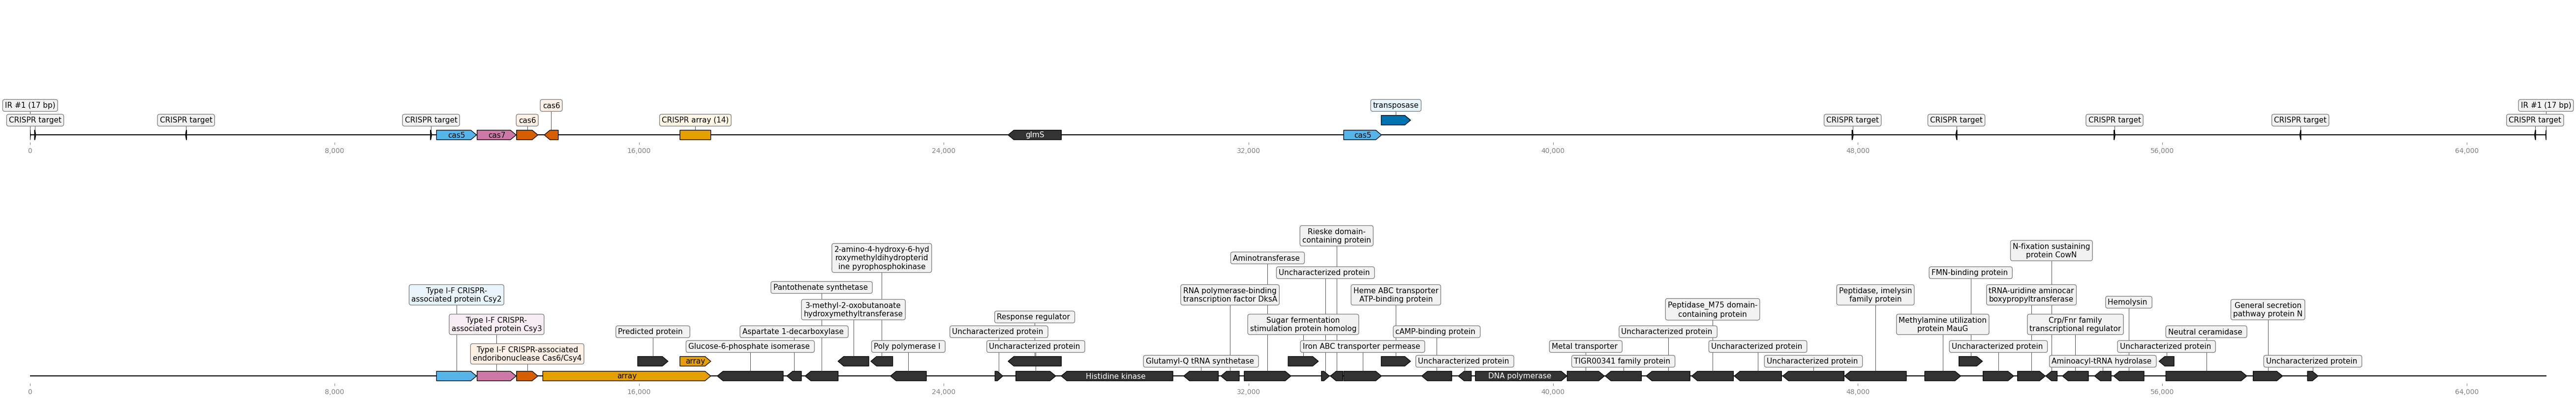 cas6
transposase
IR #1 (17 bp)
IR #1 (17 bp)
CRISPR target
CRISPR target
CRISPR target
cas6
CRISPR array (14)
CRISPR target
CRISPR target
CRISPR target
CRISPR target
CRISPR target
cas5
cas7
glmS
cas5
0
8,000
16,000
24,000
32,000
40,000
48,000
56,000
64,000
Rieske domain-
containing protein
2-amino-4-hydroxy-6-hyd
roxymethyldihydropterid
ine pyrophosphokinase
N-fixation sustaining
protein CowN
Aminotransferase
Uncharacterized protein
FMN-binding protein
Pantothenate synthetase
Type I-F CRISPR-
associated protein Csy2
RNA polymerase-binding
transcription factor DksA
Heme ABC transporter
ATP-binding protein
Peptidase, imelysin
family protein
tRNA-uridine aminocar
boxypropyltransferase
Hemolysin
3-methyl-2-oxobutanoate
hydroxymethyltransferase
Peptidase_M75 domain-
containing protein
General secretion
pathway protein N
Response regulator
Type I-F CRISPR-
associated protein Csy3
Sugar fermentation
stimulation protein homolog
Methylamine utilization
protein MauG
Crp/Fnr family
transcriptional regulator
Predicted protein
Aspartate 1-decarboxylase
Uncharacterized protein
cAMP-binding protein
Uncharacterized protein
Neutral ceramidase
Type I-F CRISPR-associated
endoribonuclease Cas6/Csy4
Glucose-6-phosphate isomerase
Poly polymerase I
Uncharacterized protein
Iron ABC transporter permease
Metal transporter
Uncharacterized protein
Uncharacterized protein
Uncharacterized protein
array
Glutamyl-Q tRNA synthetase
Uncharacterized protein
TIGR00341 family protein
Uncharacterized protein
Aminoacyl-tRNA hydrolase
Uncharacterized protein
array
Histidine kinase
DNA polymerase
0
8,000
16,000
24,000
32,000
40,000
48,000
56,000
64,000